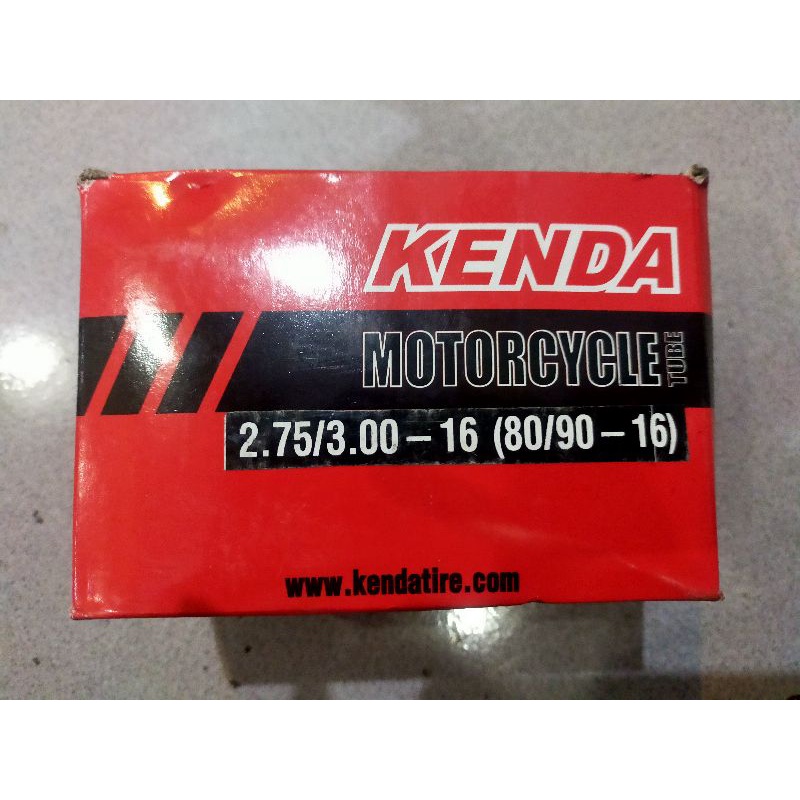 KENDA
MOTORCYCLE TUBE
2.75/3.00 – 16 (80/90 – 16)
www.kendatire.com